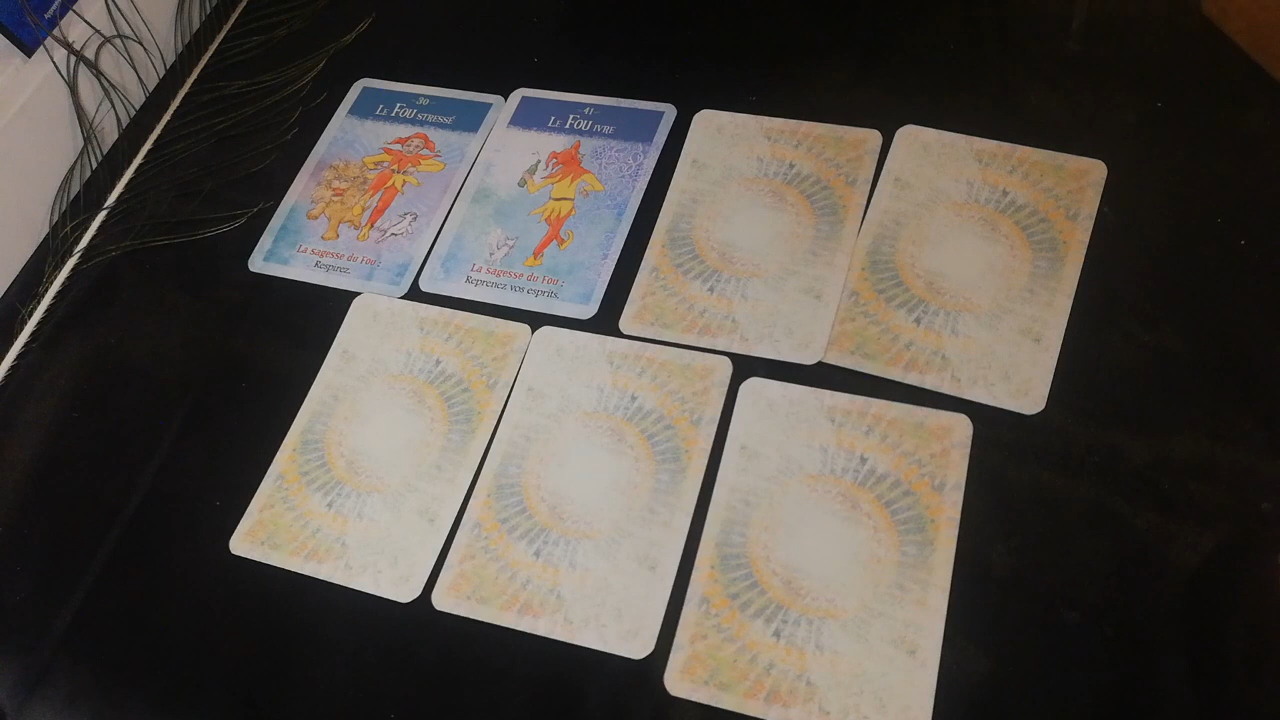 30
LE FOU STRESSÉ
La sagesse du Fou :
Respirez.
41
LE FOU IVRE
La sagesse du Fou :
Reprenez vos esprits.